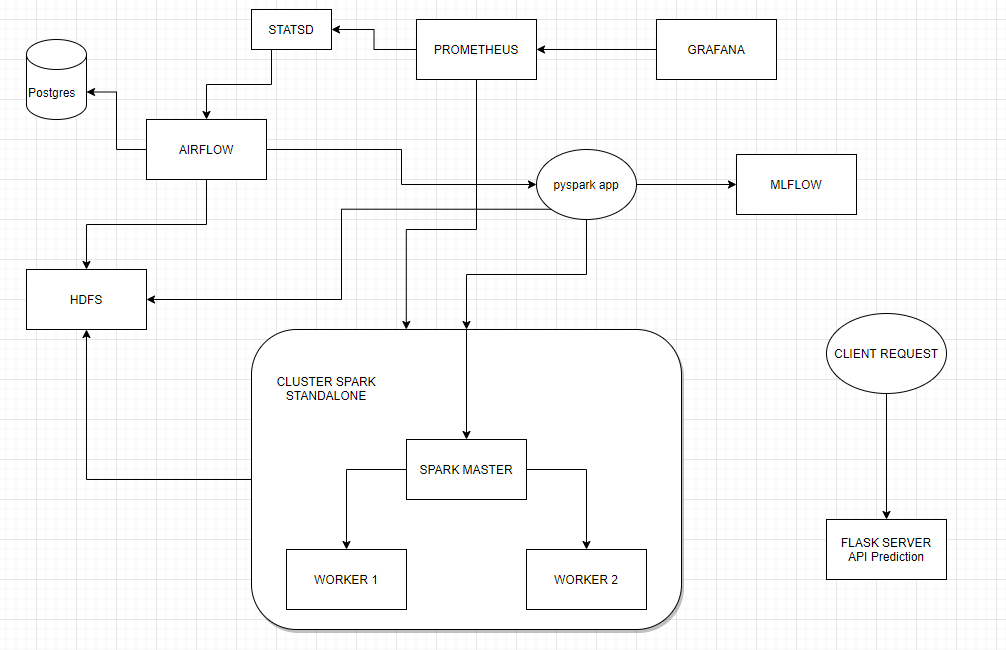 STATSD
PROMETHEUS
GRAFANA
Postgres
AIRFLOW
pyspark app
MLFLOW
HDFS
CLIENT REQUEST
CLUSTER SPARK
STANDALONE
SPARK MASTER
FLASK SERVER
API Prediction
WORKER 1
WORKER 2